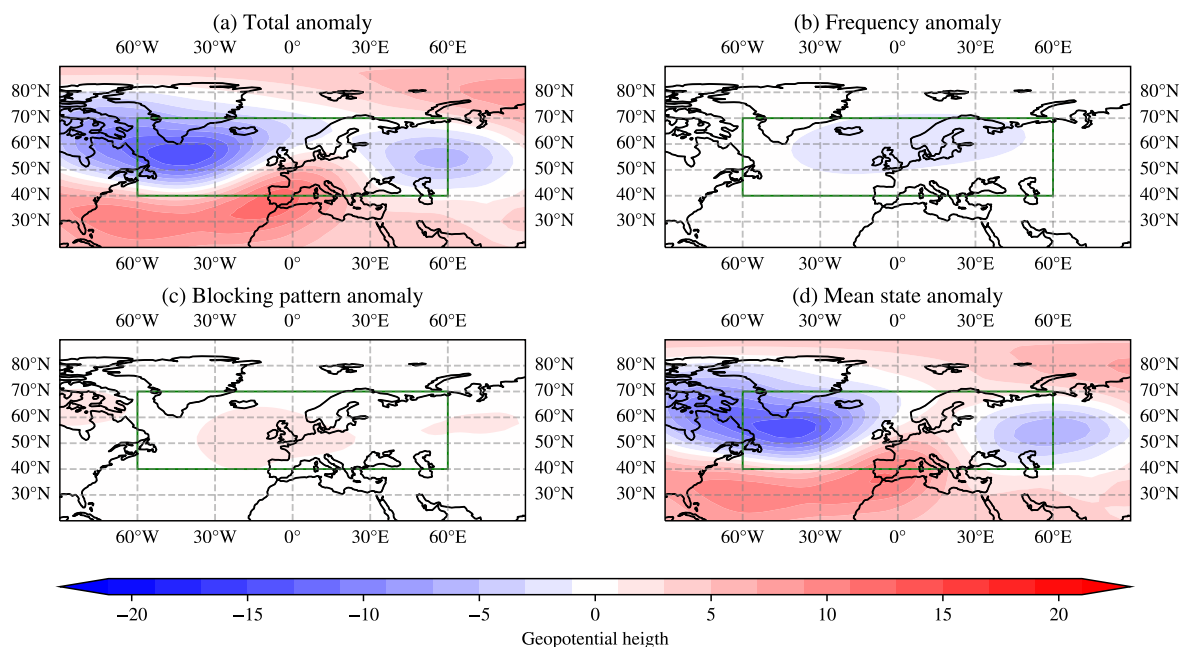 (a) Total anomaly
60°W 30°W 0° 30°E 60°E
80°N 80°N
70°N 70°N
60°N 60°N
50°N 50°N
40°N 40°N
30°N 30°N
60°W 30°W 0° 30°E 60°E
(b) Frequency anomaly
60°W 30°W 0° 30°E 60°E
80°N 80°N
70°N 70°N
60°N 60°N
50°N 50°N
40°N 40°N
30°N 30°N
60°W 30°W 0° 30°E 60°E
(c) Blocking pattern anomaly
60°W 30°W 0° 30°E 60°E
80°N 80°N
70°N 70°N
60°N 60°N
50°N 50°N
40°N 40°N
30°N 30°N
60°W 30°W 0° 30°E 60°E
(d) Mean state anomaly
60°W 30°W 0° 30°E 60°E
80°N 80°N
70°N 70°N
60°N 60°N
50°N 50°N
40°N 40°N
30°N 30°N
60°W 30°W 0° 30°E 60°E
−20 −15 −10 −5 0 5 10 15 20
Geopotential heigth